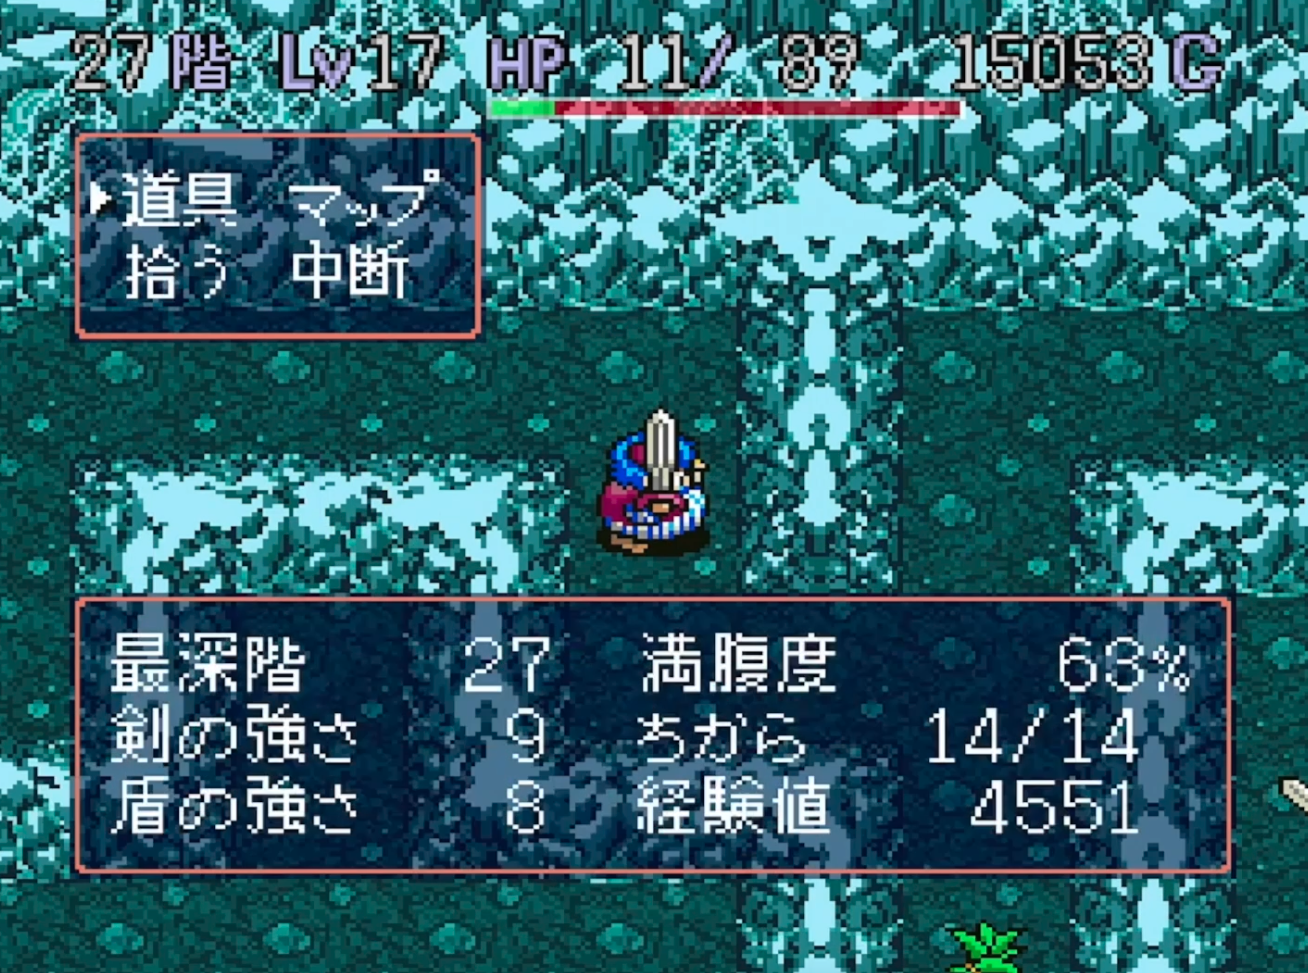 27階 Lv17 HP 11/ 89 15053G
道具 マップ
拾う 中断
最深階 27 満腹度 63%
剣の強さ 9 ちから 14/14
盾の強さ 8 経験値 4551